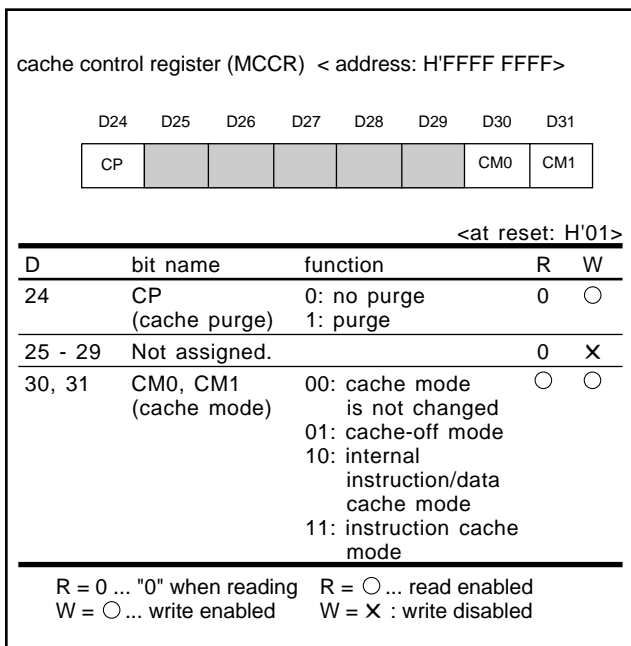 cache control register (MCCR) < address: H'FFFF FFFF>
D24 D25 D26 D27 D28 D29 D30 D31
CP CM0 CM1
<at reset: H'01>
D bit name function R W
24 CP 0: no purge 0 ○
(cache purge) 1: purge
25 - 29 Not assigned. 0 ×
30, 31 CM0, CM1 00: cache mode ○ ○
(cache mode) is not changed
01: cache-off mode
10: internal
instruction/data
cache mode
11: instruction cache
mode
R = 0 ... "0" when reading R = ○ ... read enabled
W = ○ ... write enabled W = × : write disabled